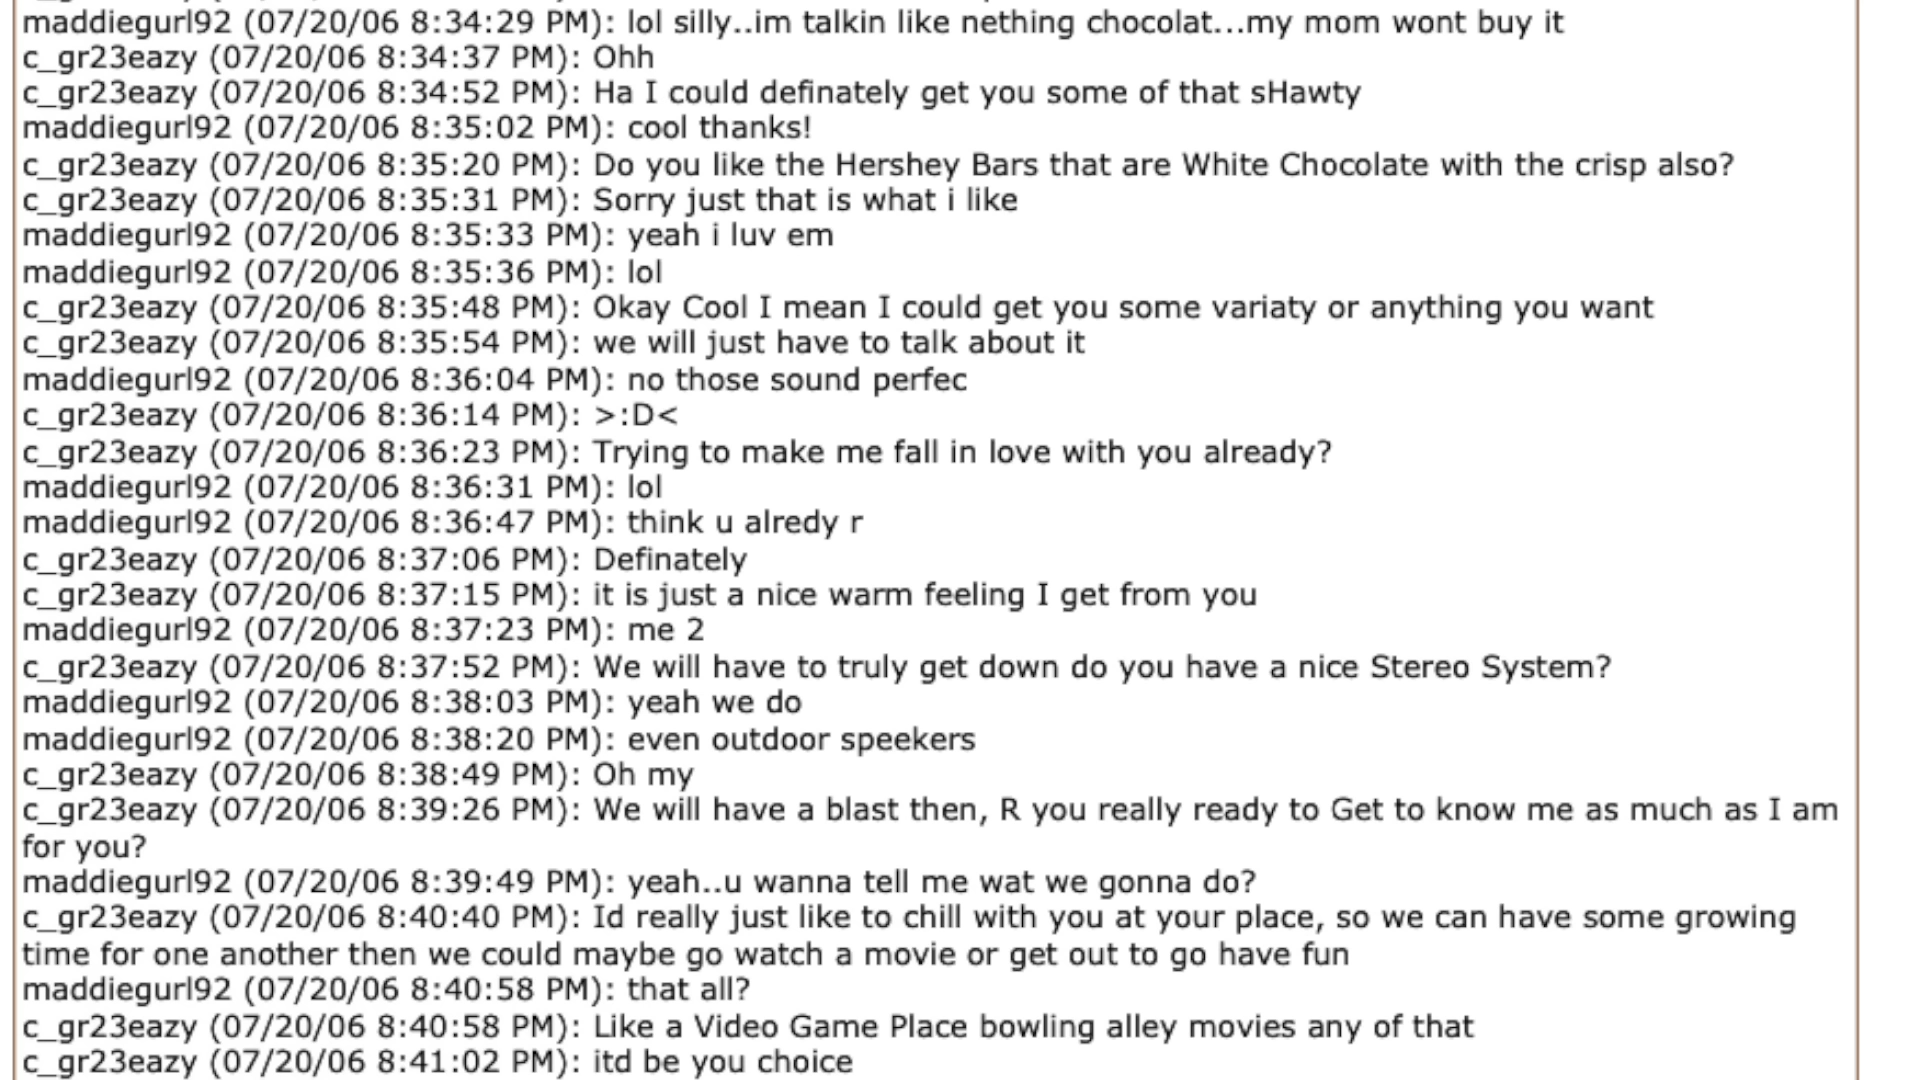 maddiegurl92 (07/20/06 8:34:29 PM): lol silly..im talkin like nething chocolat...my mom wont buy it
c_gr23eazy (07/20/06 8:34:37 PM): Ohh
c_gr23eazy (07/20/06 8:34:52 PM): Ha I could definately get you some of that sHawty
maddiegurl92 (07/20/06 8:35:02 PM): cool thanks!
c_gr23eazy (07/20/06 8:35:20 PM): Do you like the Hershey Bars that are White Chocolate with the crisp also?
c_gr23eazy (07/20/06 8:35:31 PM): Sorry just that is what i like
maddiegurl92 (07/20/06 8:35:33 PM): yeah i luv em
maddiegurl92 (07/20/06 8:35:36 PM): lol
c_gr23eazy (07/20/06 8:35:48 PM): Okay Cool I mean I could get you some variaty or anything you want
c_gr23eazy (07/20/06 8:35:54 PM): we will just have to talk about it
maddiegurl92 (07/20/06 8:36:04 PM): no those sound perfec
c_gr23eazy (07/20/06 8:36:14 PM): >:D<
c_gr23eazy (07/20/06 8:36:23 PM): Trying to make me fall in love with you already?
maddiegurl92 (07/20/06 8:36:31 PM): lol
maddiegurl92 (07/20/06 8:36:47 PM): think u alredy r
c_gr23eazy (07/20/06 8:37:06 PM): Definately
c_gr23eazy (07/20/06 8:37:15 PM): it is just a nice warm feeling I get from you
maddiegurl92 (07/20/06 8:37:23 PM): me 2
c_gr23eazy (07/20/06 8:37:52 PM): We will have to truly get down do you have a nice Stereo System?
maddiegurl92 (07/20/06 8:38:03 PM): yeah we do
maddiegurl92 (07/20/06 8:38:20 PM): even outdoor speekers
c_gr23eazy (07/20/06 8:38:49 PM): Oh my
c_gr23eazy (07/20/06 8:39:26 PM): We will have a blast then, R you really ready to Get to know me as much as I am
for you?
maddiegurl92 (07/20/06 8:39:49 PM): yeah..u wanna tell me wat we gonna do?
c_gr23eazy (07/20/06 8:40:40 PM): Id really just like to chill with you at your place, so we can have some growing
time for one another then we could maybe go watch a movie or get out to go have fun
maddiegurl92 (07/20/06 8:40:58 PM): that all?
c_gr23eazy (07/20/06 8:40:58 PM): Like a Video Game Place bowling alley movies any of that
c_gr23eazy (07/20/06 8:41:02 PM): itd be you choice